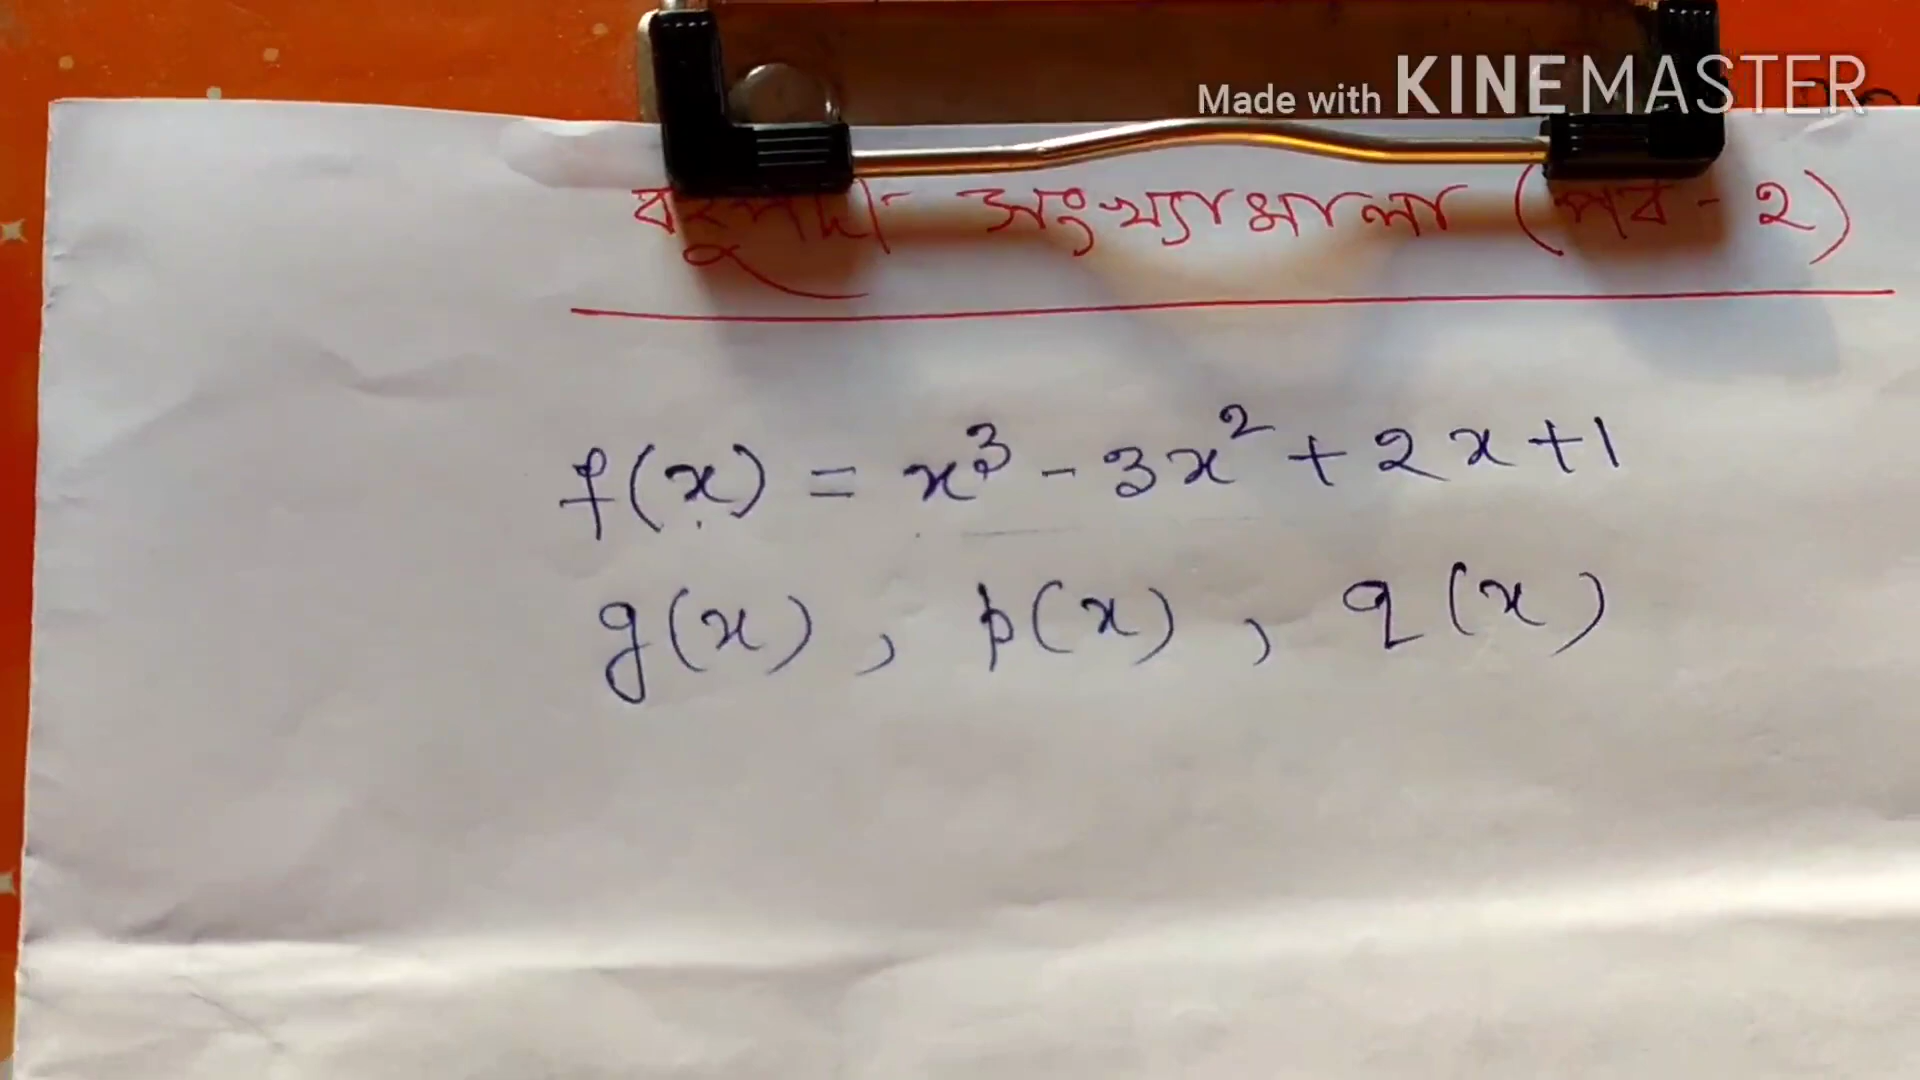 Made with KINEMASTER
বহুপদী সংখ্যামালা (পর্ব - ২)
f(x) = x³ - 3x² + 2x + 1
g(x) , p(x) , q(x)